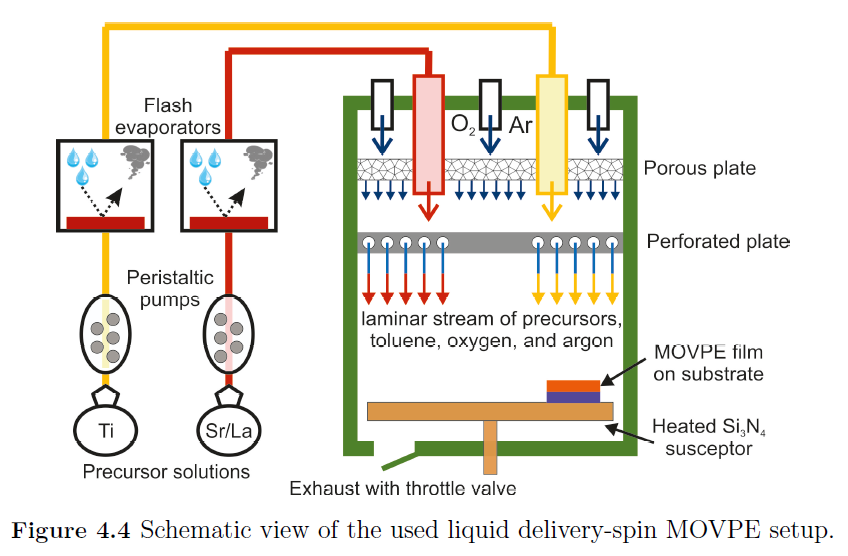 Flash
evaporators
O₂
Ar
Porous plate
Perforated plate
Peristaltic
pumps
laminar stream of precursors,
toluene, oxygen, and argon
MOVPE film
on substrate
Ti
Sr/La
Heated Si₃N₄
susceptor
Precursor solutions
Exhaust with throttle valve
Figure 4.4 Schematic view of the used liquid delivery-spin MOVPE setup.